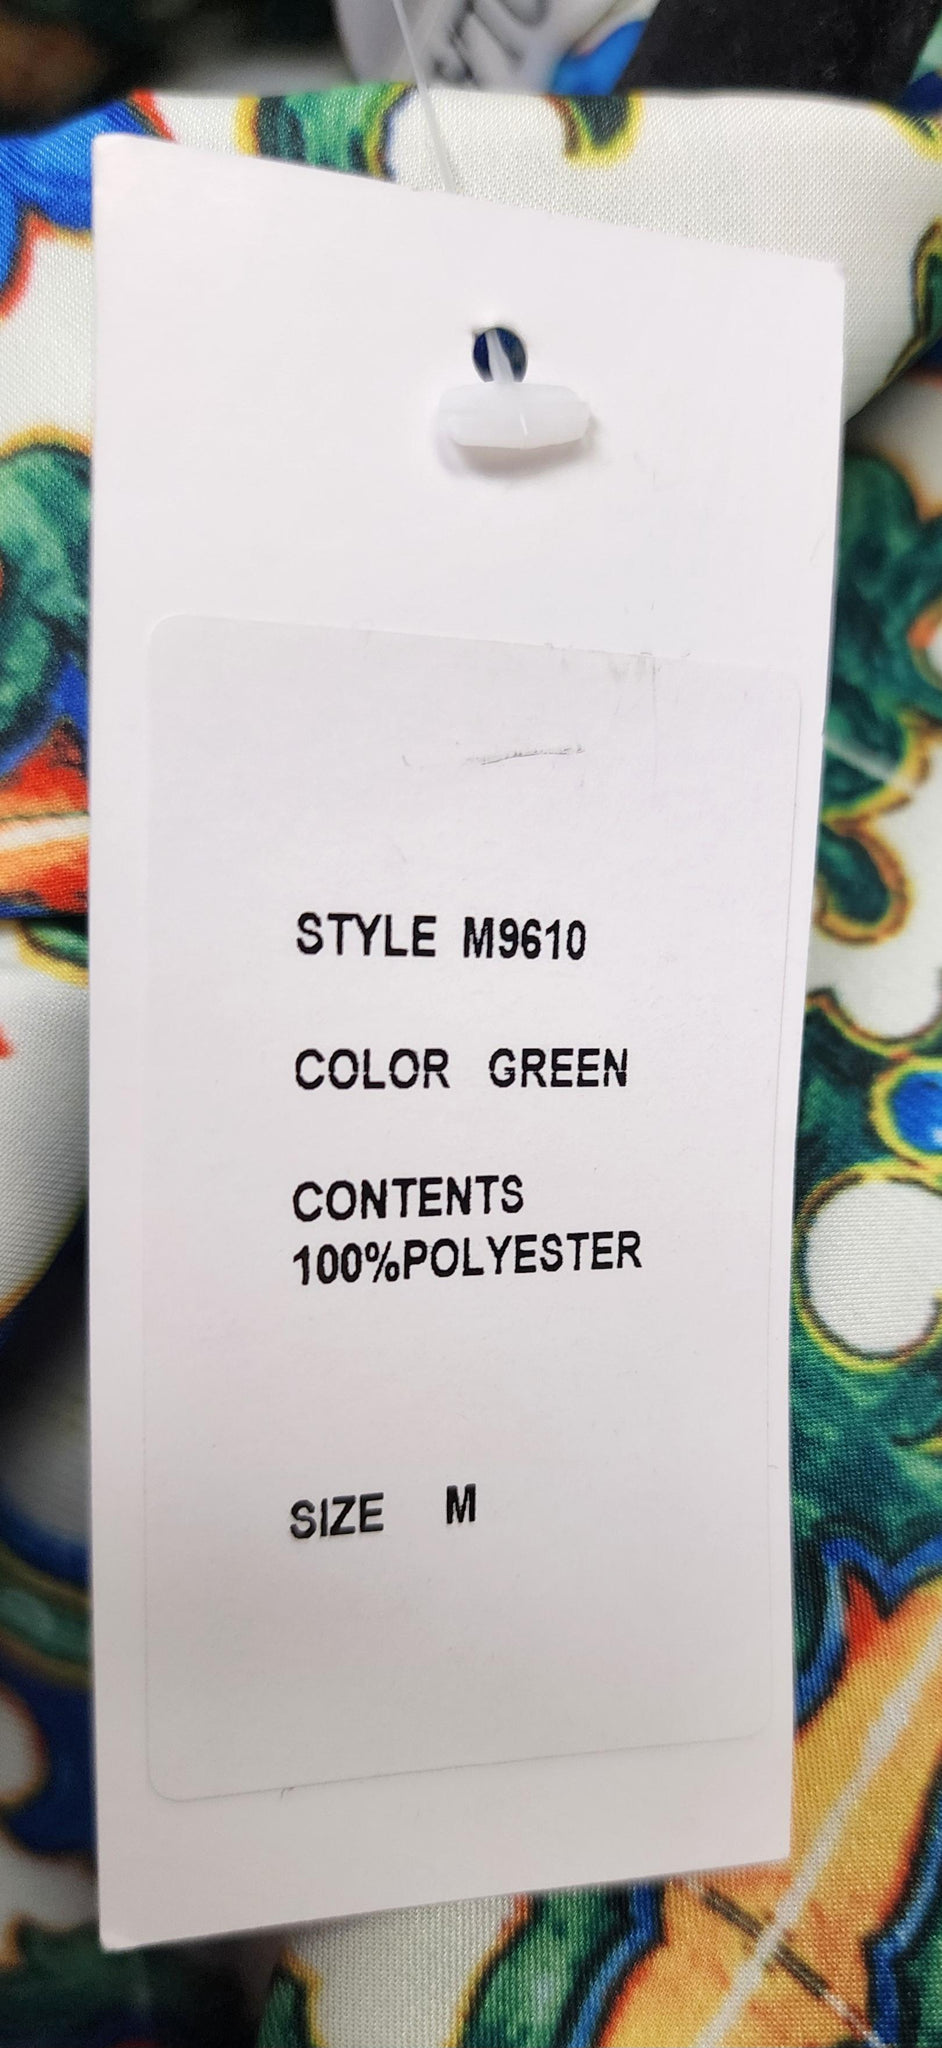 STYLE M9610
COLOR GREEN
CONTENTS
100%POLYESTER
SIZE M